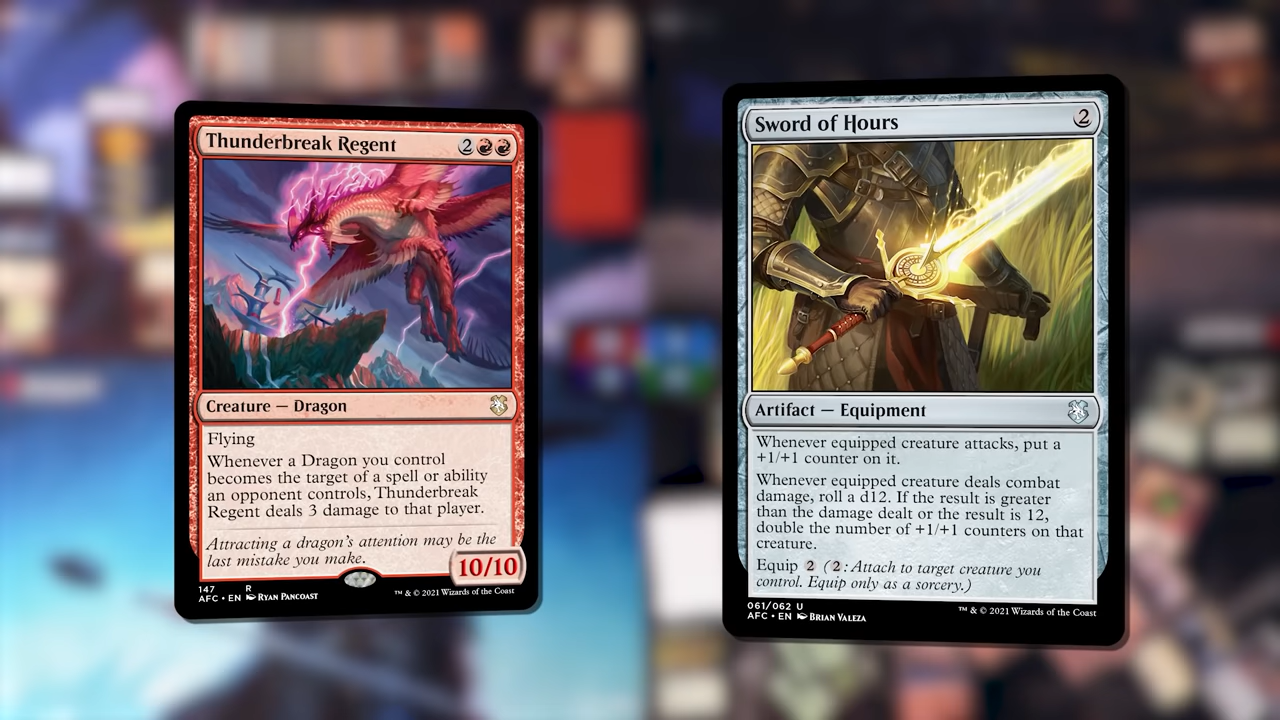 Thunderbreak Regent 2
Creature — Dragon
Flying
Whenever a Dragon you control
becomes the target of a spell or ability
an opponent controls, Thunderbreak
Regent deals 3 damage to that player.
Attracting a dragon's attention may be the
last mistake you make.
10/10
147 R
AFC • EN RYAN PANCOAST
™ & © 2021 Wizards of the Coast
Sword of Hours 2
Artifact — Equipment
Whenever equipped creature attacks, put a
+1/+1 counter on it.
Whenever equipped creature deals combat
damage, roll a d12. If the result is greater
than the damage dealt or the result is 12,
double the number of +1/+1 counters on that
creature.
Equip 2 (2: Attach to target creature you
control. Equip only as a sorcery.)
061/062 U
AFC • EN BRIAN VALEZA
™ & © 2021 Wizards of the Coast